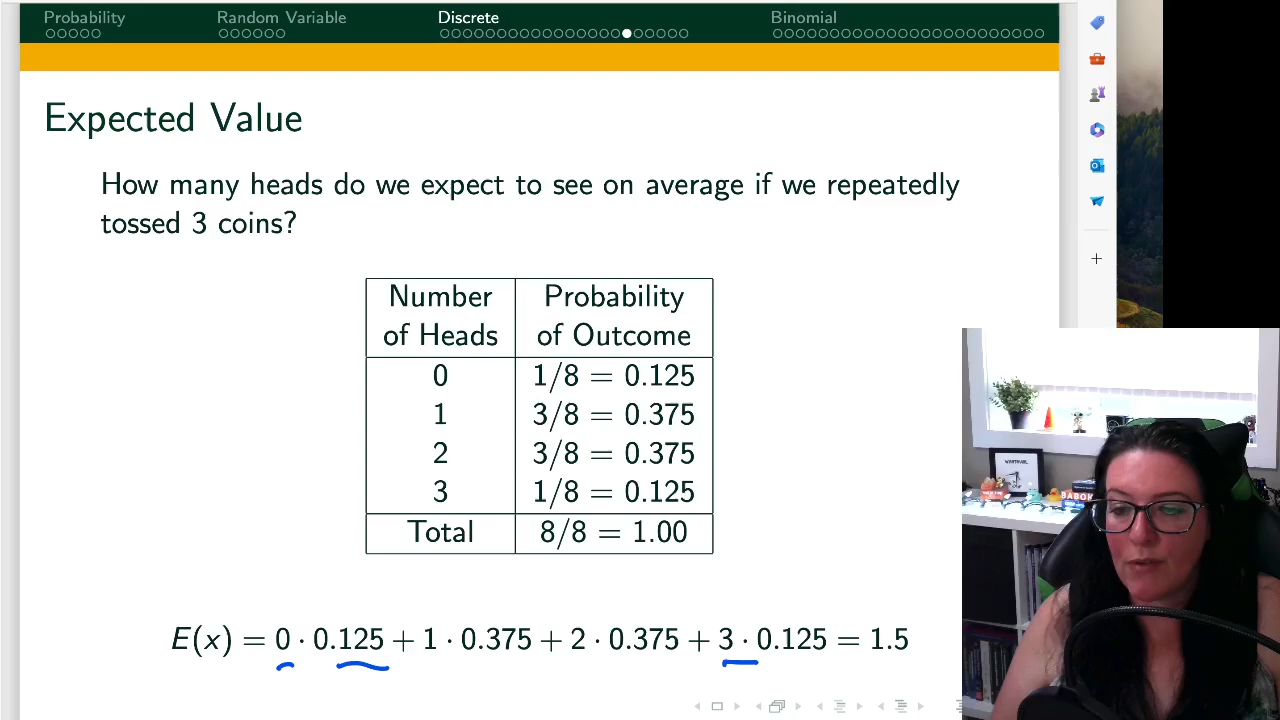 Probability Random Variable Discrete Binomial
Expected Value
How many heads do we expect to see on average if we repeatedly
tossed 3 coins?
Number of Heads Probability of Outcome
0 1/8 = 0.125
1 3/8 = 0.375
2 3/8 = 0.375
3 1/8 = 0.125
Total 8/8 = 1.00
E(x) = 0 · 0.125 + 1 · 0.375 + 2 · 0.375 + 3 · 0.125 = 1.5
BABOK